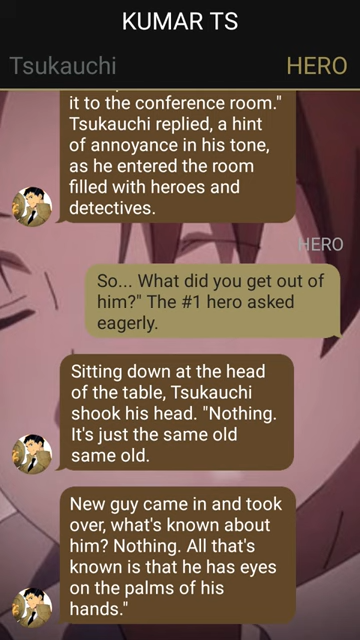 KUMAR TS
Tsukauchi
HERO
it to the conference room."
Tsukauchi replied, a hint
of annoyance in his tone,
as he entered the room
filled with heroes and
detectives.
HERO
So... What did you get out of
him?" The #1 hero asked
eagerly.
Sitting down at the head
of the table, Tsukauchi
shook his head. "Nothing.
It's just the same old
same old.
New guy came in and took
over, what's known about
him? Nothing. All that's
known is that he has eyes
on the palms of his
hands."